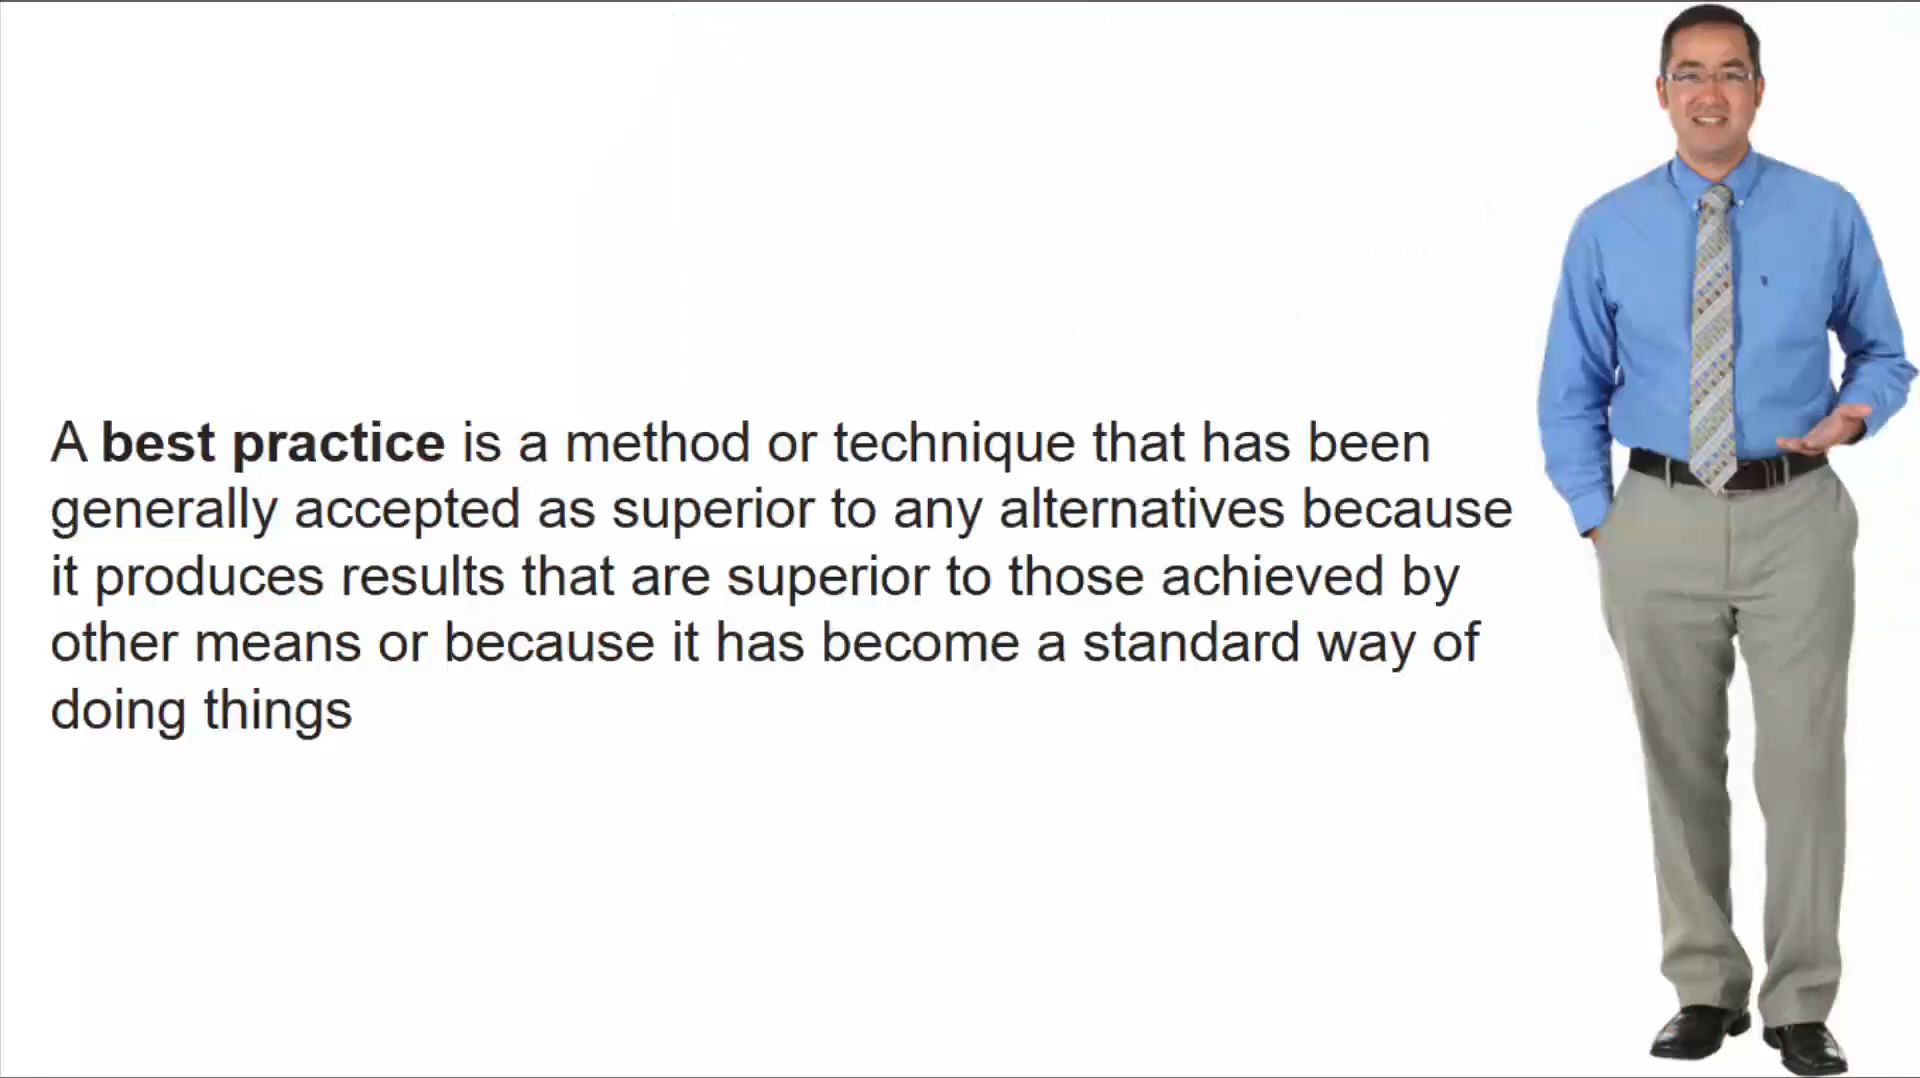 A best practice is a method or technique that has been
generally accepted as superior to any alternatives because
it produces results that are superior to those achieved by
other means or because it has become a standard way of
doing things